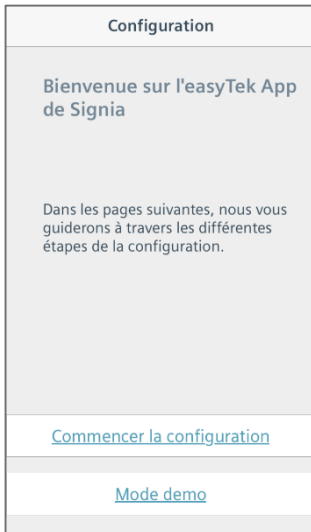 Configuration
Bienvenue sur l'easyTek App
de Signia
Dans les pages suivantes, nous vous
guiderons à travers les différentes
étapes de la configuration.
Commencer la configuration
Mode demo